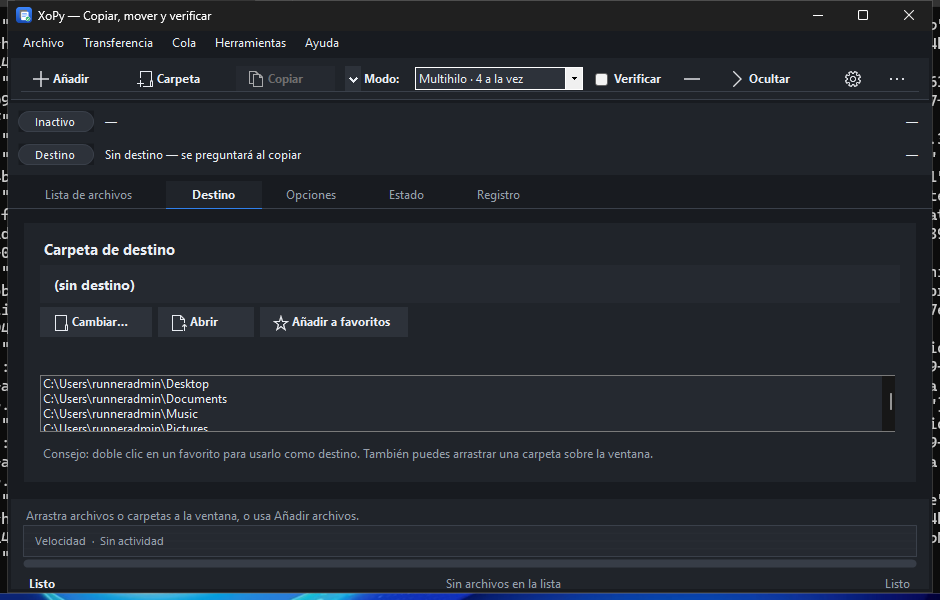 XoPy — Copiar, mover y verificar
Archivo Transferencia Cola Herramientas Ayuda
Añadir Carpeta Copiar Modo: Multihilo · 4 a la vez Verificar — Ocultar ...
Inactivo —  —
Destino Sin destino — se preguntará al copiar —
Lista de archivos Destino Opciones Estado Registro
Carpeta de destino
(sin destino)
Cambiar... Abrir Añadir a favoritos
C:\Users\runneradmin\Desktop
C:\Users\runneradmin\Documents
C:\Users\runneradmin\Music
C:\Users\runneradmin\Pictures
Consejo: doble clic en un favorito para usarlo como destino. También puedes arrastrar una carpeta sobre la ventana.
Arrastra archivos o carpetas a la ventana, o usa Añadir archivos.
Velocidad · Sin actividad
Listo Sin archivos en la lista Listo